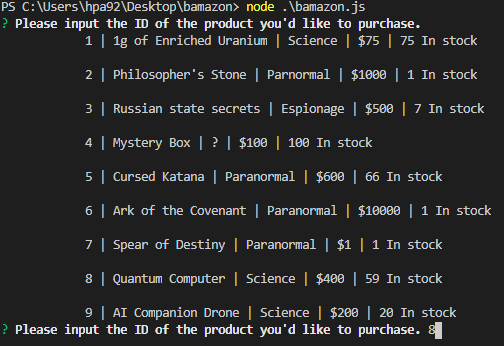 PS C:\Users\hpa92\Desktop\bamazon> node .\bamazon.js
? Please input the ID of the product you'd like to purchase.
1 | 1g of Enriched Uranium | Science | $75 | 75 In stock
2 | Philosopher's Stone | Parnormal | $1000 | 1 In stock
3 | Russian state secrets | Espionage | $500 | 7 In stock
4 | Mystery Box | ? | $100 | 100 In stock
5 | Cursed Katana | Paranormal | $600 | 66 In stock
6 | Ark of the Covenant | Paranormal | $10000 | 1 In stock
7 | Spear of Destiny | Paranormal | $1 | 1 In stock
8 | Quantum Computer | Science | $400 | 59 In stock
9 | AI Companion Drone | Science | $200 | 20 In stock
? Please input the ID of the product you'd like to purchase. 8